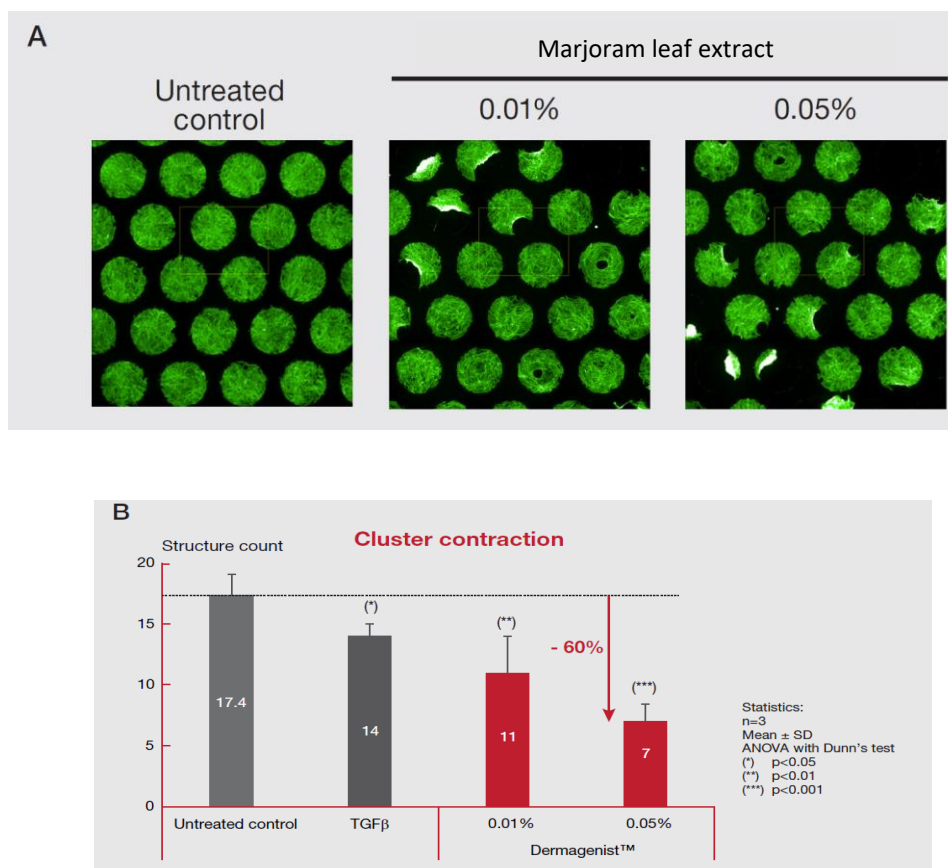 A
Marjoram leaf extract
Untreated
control
0.01%
0.05%
B
Structure count
Cluster contraction
20
15
10
5
0
17.4
(*)
14
(**)
11
- 60%
(***)
7
Untreated control
TGFβ
0.01%
0.05%
Dermagenist™
Statistics:
n=3
Mean ± SD
ANOVA with Dunn's test
(*) p<0.05
(**) p<0.01
(***) p<0.001